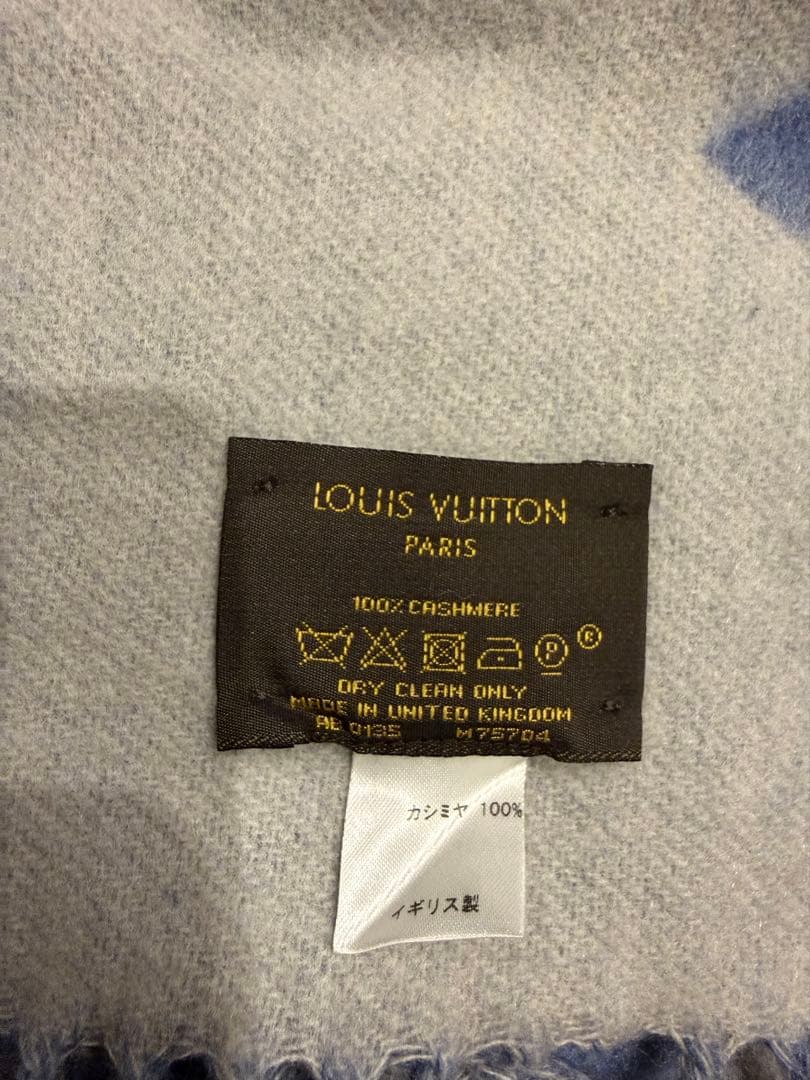 LOUIS VUITTON
PARIS
100% CASHMERE
P ®
DRY CLEAN ONLY
MADE IN UNITED KINGDOM
AE 0135 M75704
カシミヤ 100%
イギリス製